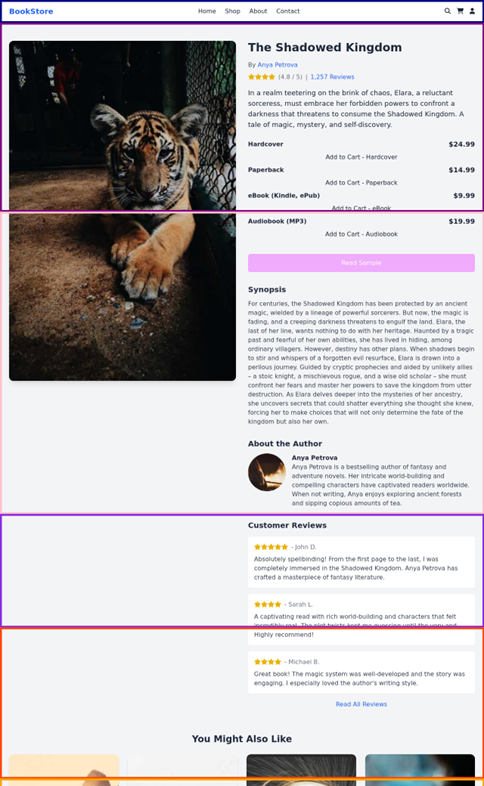 BookStore
Home Shop About Contact
The Shadowed Kingdom
By Anya Petrova
(4.8 / 5) | 1,257 Reviews
In a realm teetering on the brink of chaos, Elara, a reluctant
sorceress, must embrace her forbidden powers to confront a
darkness that threatens to consume the Shadowed Kingdom. A
tale of magic, mystery, and self-discovery.
Hardcover $24.99
Add to Cart - Hardcover
Paperback $14.99
Add to Cart - Paperback
eBook (Kindle, ePub) $9.99
Add to Cart - eBook
Audiobook (MP3) $19.99
Add to Cart - Audiobook
Read Sample
Synopsis
For centuries, the Shadowed Kingdom has been protected by an ancient
magic, wielded by a lineage of powerful sorcerers. But now, the magic is
fading, and a creeping darkness threatens to engulf the land. Elara, the
last of her line, wants nothing to do with her heritage. Haunted by a tragic
past and fearful of her own abilities, she has lived in hiding, among
ordinary villagers. However, destiny has other plans. When shadows begin
to stir and whispers of a forgotten evil resurface, Elara is drawn into a
perilous journey. Guided by cryptic prophecies and aided by unlikely allies
– a stoic knight, a mischievous rogue, and a wise old scholar – she must
confront her fears and master her powers to save the kingdom from utter
destruction. As Elara delves deeper into the mysteries of her ancestry,
she uncovers secrets that could shatter everything she thought she knew,
forcing her to make choices that will not only determine the fate of the
kingdom but also her own.
About the Author
Anya Petrova
Anya Petrova is a bestselling author of fantasy and
adventure novels. Her intricate world-building and
compelling characters have captivated readers worldwide.
When not writing, Anya enjoys exploring ancient forests
and sipping copious amounts of tea.
Customer Reviews
- John D.
Absolutely spellbinding! From the first page to the last, I was
completely immersed in the Shadowed Kingdom. Anya Petrova has
crafted a masterpiece of fantasy literature.
- Sarah L.
A captivating read with rich world-building and characters that felt
incredibly real. The plot twists kept me guessing until the very end.
Highly recommend!
- Michael B.
Great book! The magic system was well-developed and the story was
engaging. I especially loved the author's writing style.
Read All Reviews
You Might Also Like